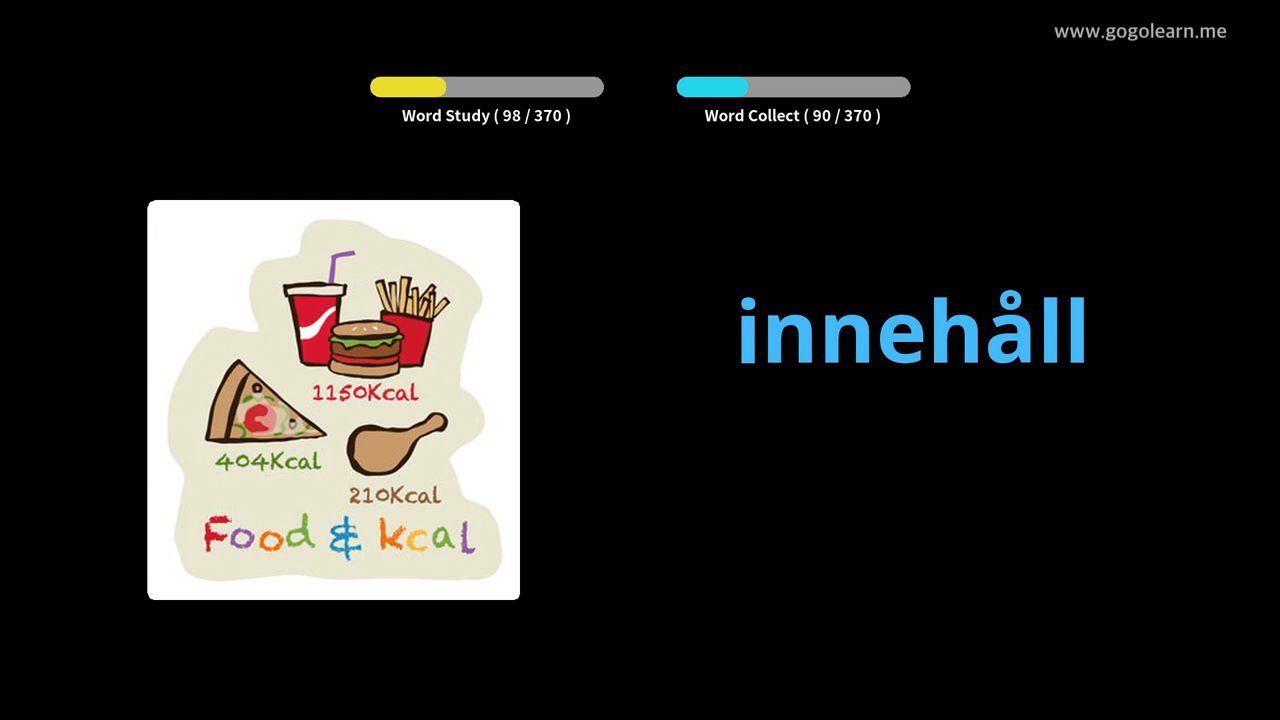 www.gogolearn.me
Word Study ( 98 / 370 )
Word Collect ( 90 / 370 )
innehåll
1150Kcal
404Kcal
210Kcal
Food & kcal